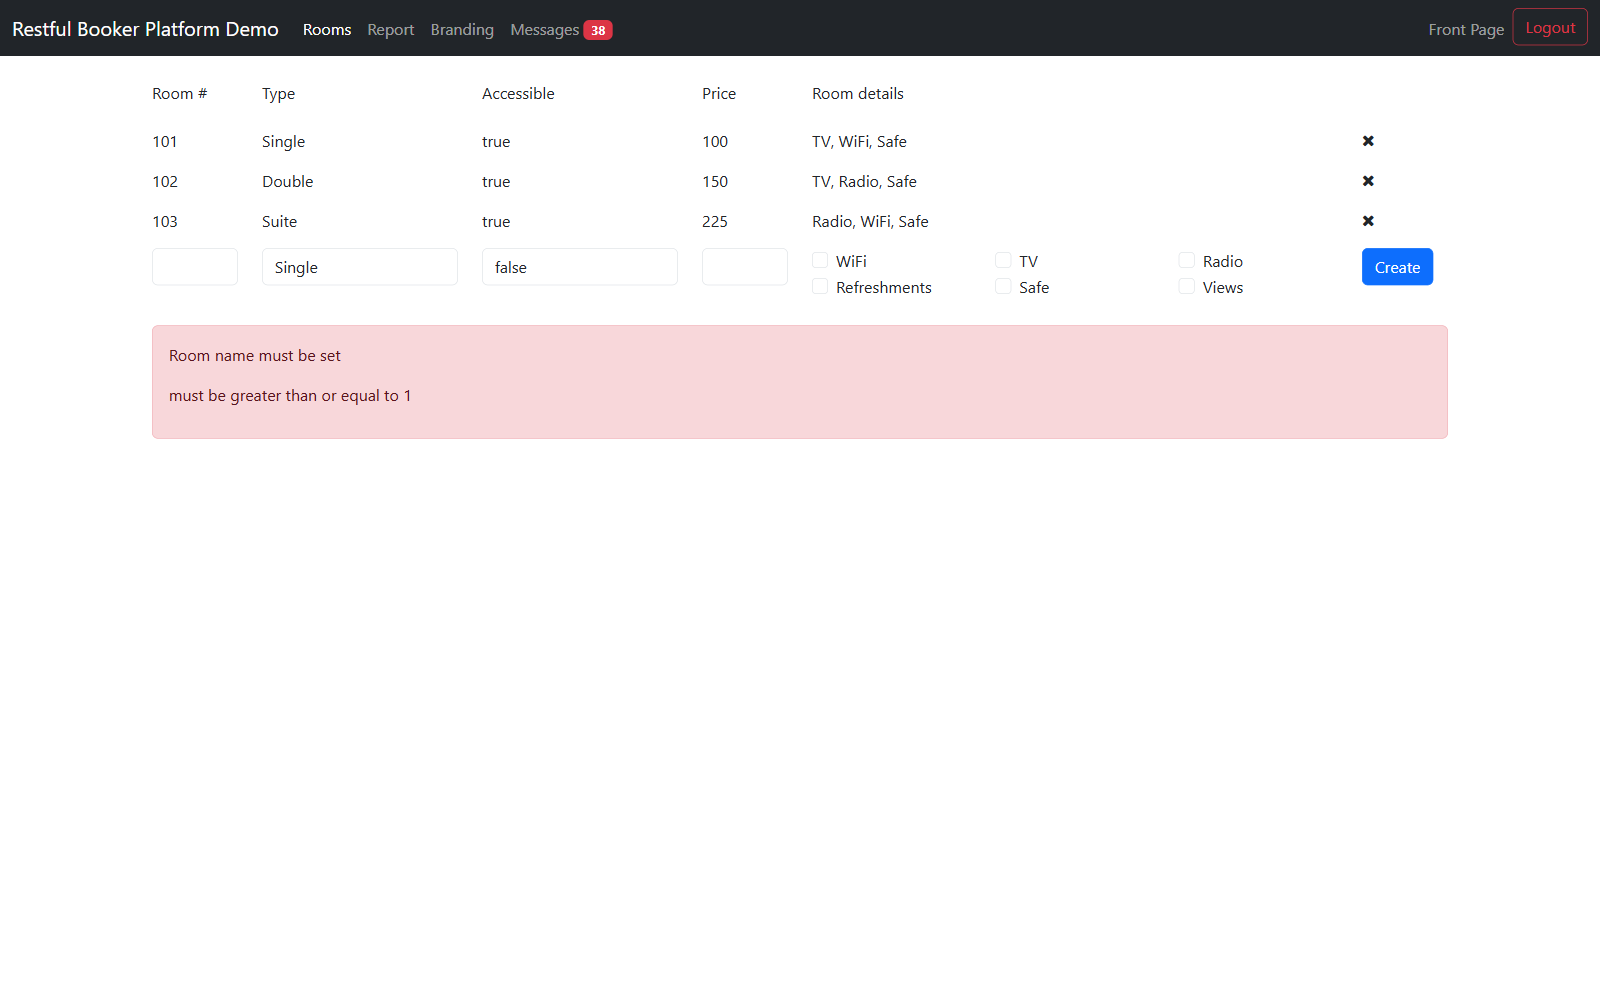 Restful Booker Platform Demo Rooms Report Branding Messages 38 Front Page Logout
Room # Type Accessible Price Room details
101 Single true 100 TV, WiFi, Safe
102 Double true 150 TV, Radio, Safe
103 Suite true 225 Radio, WiFi, Safe
Single false WiFi TV Radio Create
Refreshments Safe Views
Room name must be set
must be greater than or equal to 1